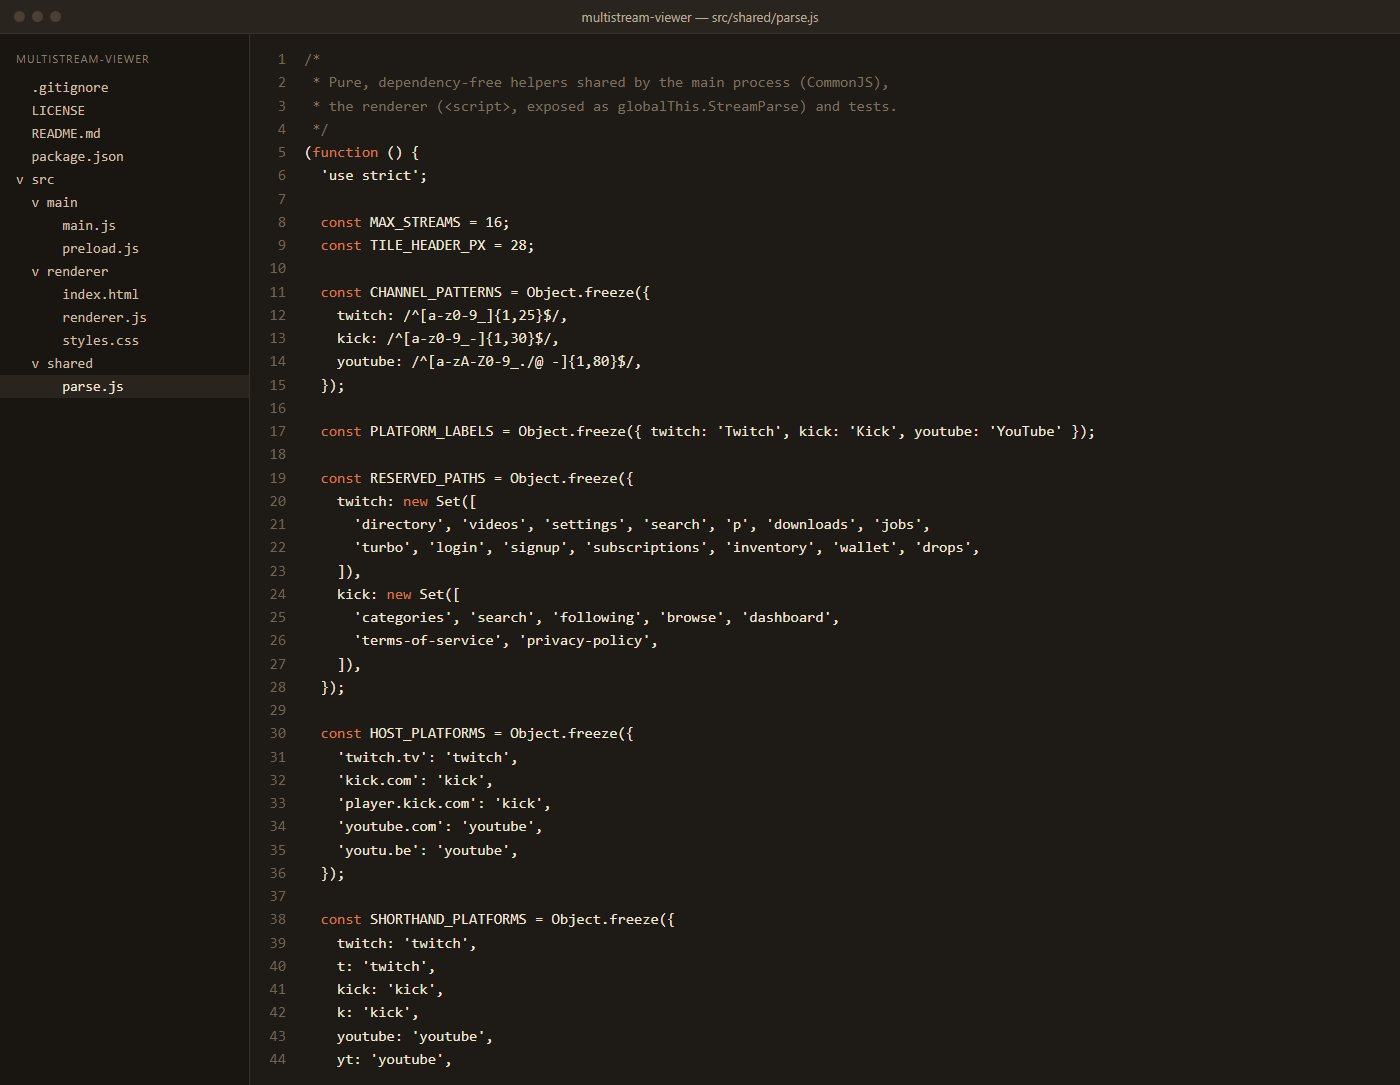 multistream-viewer — src/shared/parse.js
MULTISTREAM-VIEWER
.gitignore
LICENSE
README.md
package.json
v src
v main
main.js
preload.js
v renderer
index.html
renderer.js
styles.css
v shared
parse.js
1 /*
2  * Pure, dependency-free helpers shared by the main process (CommonJS),
3  * the renderer (<script>, exposed as globalThis.StreamParse) and tests.
4  */
5 (function () {
6   'use strict';
7
8   const MAX_STREAMS = 16;
9   const TILE_HEADER_PX = 28;
10
11   const CHANNEL_PATTERNS = Object.freeze({
12     twitch: /^[a-z0-9_]{1,25}$/,
13     kick: /^[a-z0-9_-]{1,30}$/,
14     youtube: /^[a-zA-Z0-9_./@ -]{1,80}$/,
15   });
16
17   const PLATFORM_LABELS = Object.freeze({ twitch: 'Twitch', kick: 'Kick', youtube: 'YouTube' });
18
19   const RESERVED_PATHS = Object.freeze({
20     twitch: new Set([
21       'directory', 'videos', 'settings', 'search', 'p', 'downloads', 'jobs',
22       'turbo', 'login', 'signup', 'subscriptions', 'inventory', 'wallet', 'drops',
23     ]),
24     kick: new Set([
25       'categories', 'search', 'following', 'browse', 'dashboard',
26       'terms-of-service', 'privacy-policy',
27     ]),
28   });
29
30   const HOST_PLATFORMS = Object.freeze({
31     'twitch.tv': 'twitch',
32     'kick.com': 'kick',
33     'player.kick.com': 'kick',
34     'youtube.com': 'youtube',
35     'youtu.be': 'youtube',
36   });
37
38   const SHORTHAND_PLATFORMS = Object.freeze({
39     twitch: 'twitch',
40     t: 'twitch',
41     kick: 'kick',
42     k: 'kick',
43     youtube: 'youtube',
44     yt: 'youtube',